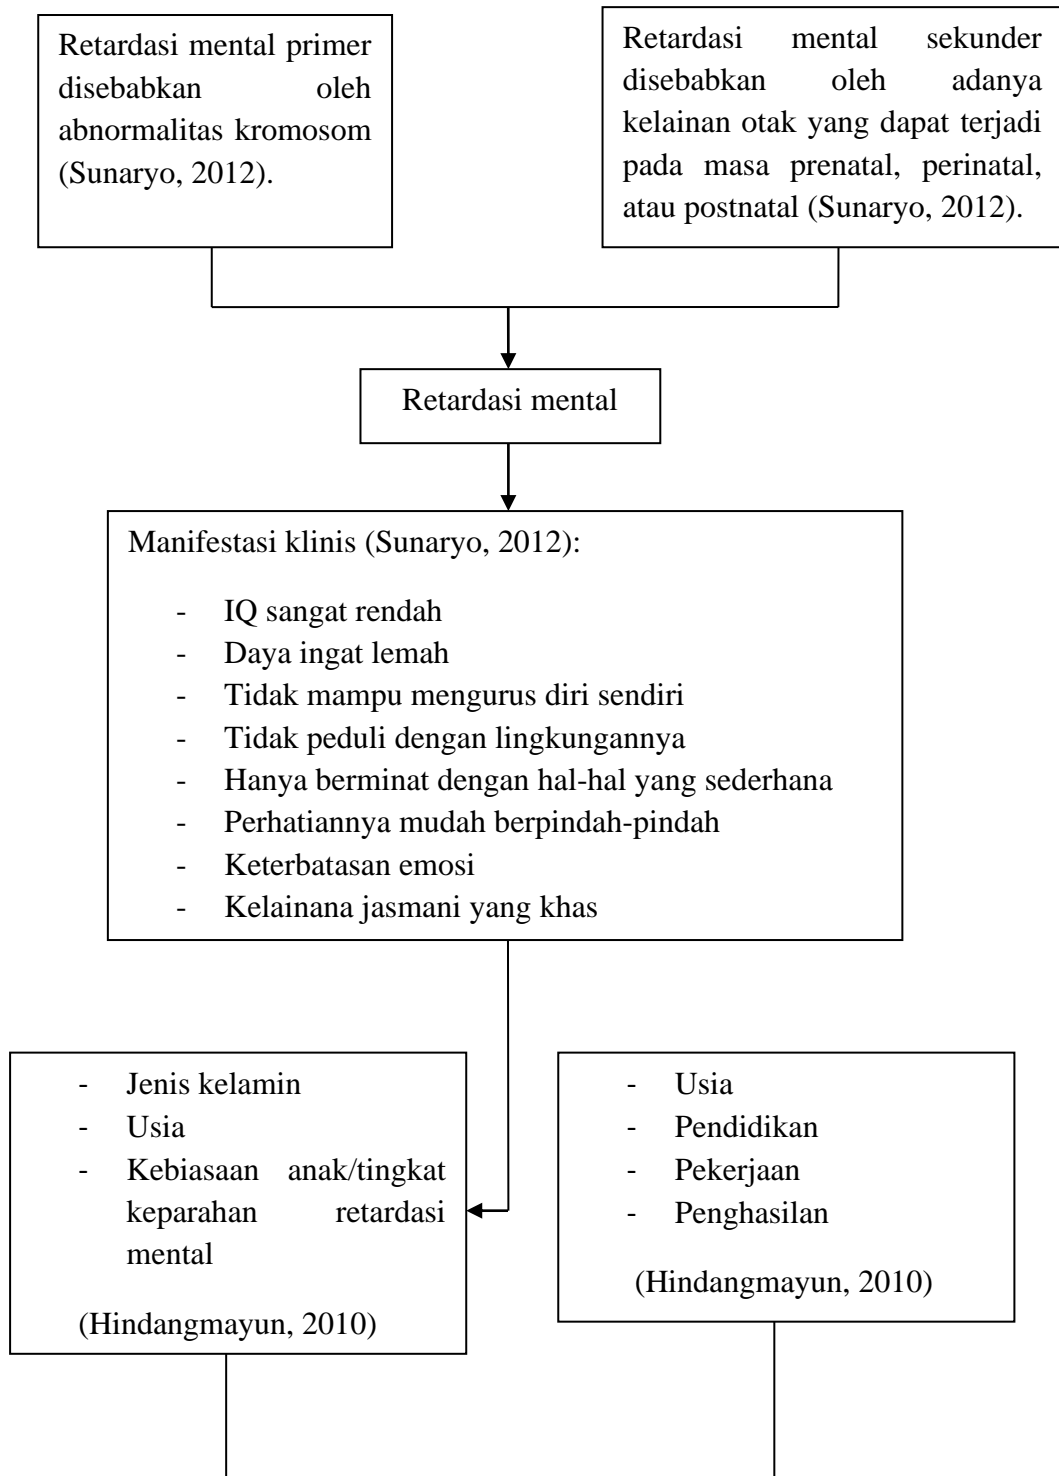 Retardasi mental primer
disebabkan oleh
abnormalitas kromosom
(Sunaryo, 2012).
Retardasi mental sekunder
disebabkan oleh adanya
kelainan otak yang dapat terjadi
pada masa prenatal, perinatal,
atau postnatal (Sunaryo, 2012).
Retardasi mental
Manifestasi klinis (Sunaryo, 2012):
- IQ sangat rendah
- Daya ingat lemah
- Tidak mampu mengurus diri sendiri
- Tidak peduli dengan lingkungannya
- Hanya berminat dengan hal-hal yang sederhana
- Perhatiannya mudah berpindah-pindah
- Keterbatasan emosi
- Kelainana jasmani yang khas
- Jenis kelamin
- Usia
- Kebiasaan anak/tingkat
keparahan retardasi
mental
(Hindangmayun, 2010)
- Usia
- Pendidikan
- Pekerjaan
- Penghasilan
(Hindangmayun, 2010)